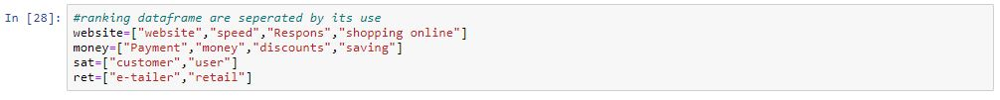 In [28]: #ranking dataframe are seperated by its use
website=["website","speed","Respons","shopping online"]
money=["Payment","money","discounts","saving"]
sat=["customer","user"]
ret=["e-tailer","retail"]